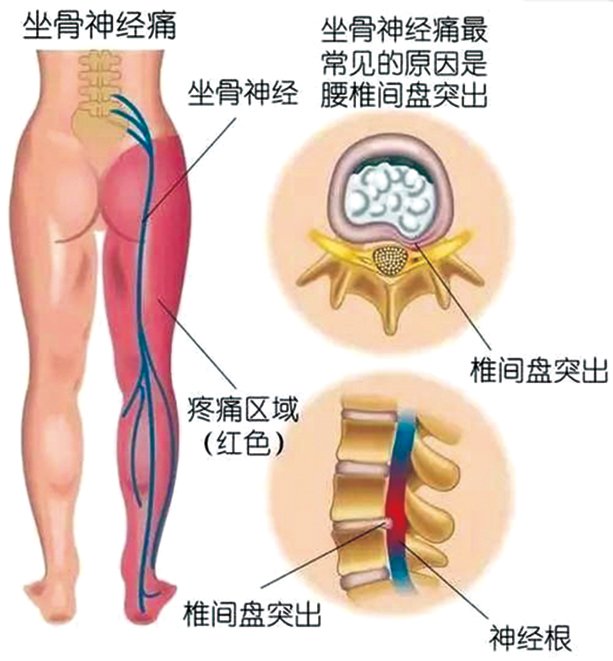 坐骨神经痛
坐骨神经痛最
常见的原因是
腰椎间盘突出
坐骨神经
椎间盘突出
疼痛区域
（红色）
椎间盘突出
神经根